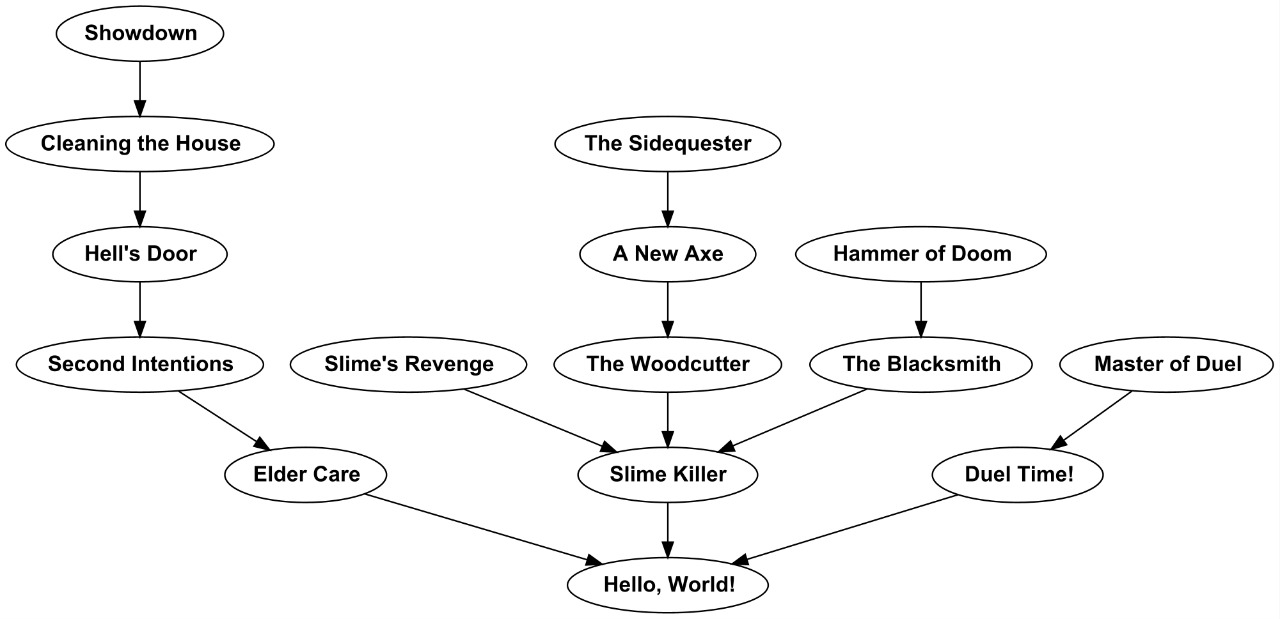 Showdown
Cleaning the House
The Sidequester
Hell's Door
A New Axe
Hammer of Doom
Second Intentions
Slime's Revenge
The Woodcutter
The Blacksmith
Master of Duel
Elder Care
Slime Killer
Duel Time!
Hello, World!